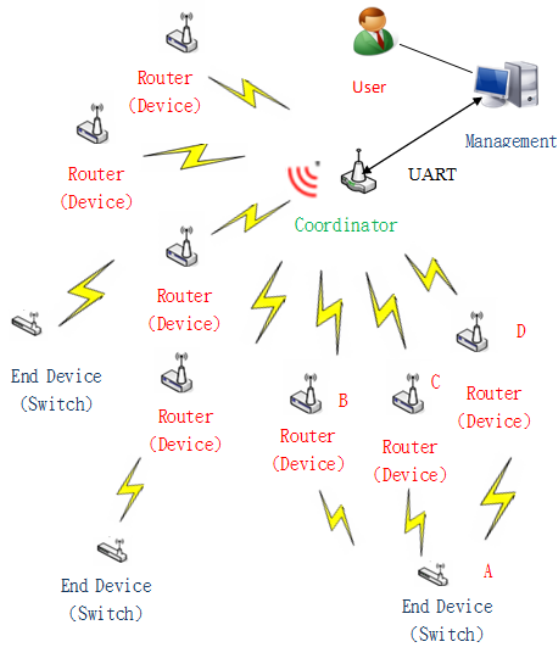 Router
(Device)
User
Management
Router
(Device)
UART
Coordinator
Router
(Device)
End Device
(Switch)
D
Router
(Device)
B
C
Router
(Device)
Router
(Device)
Router
(Device)
End Device
(Switch)
A
End Device
(Switch)